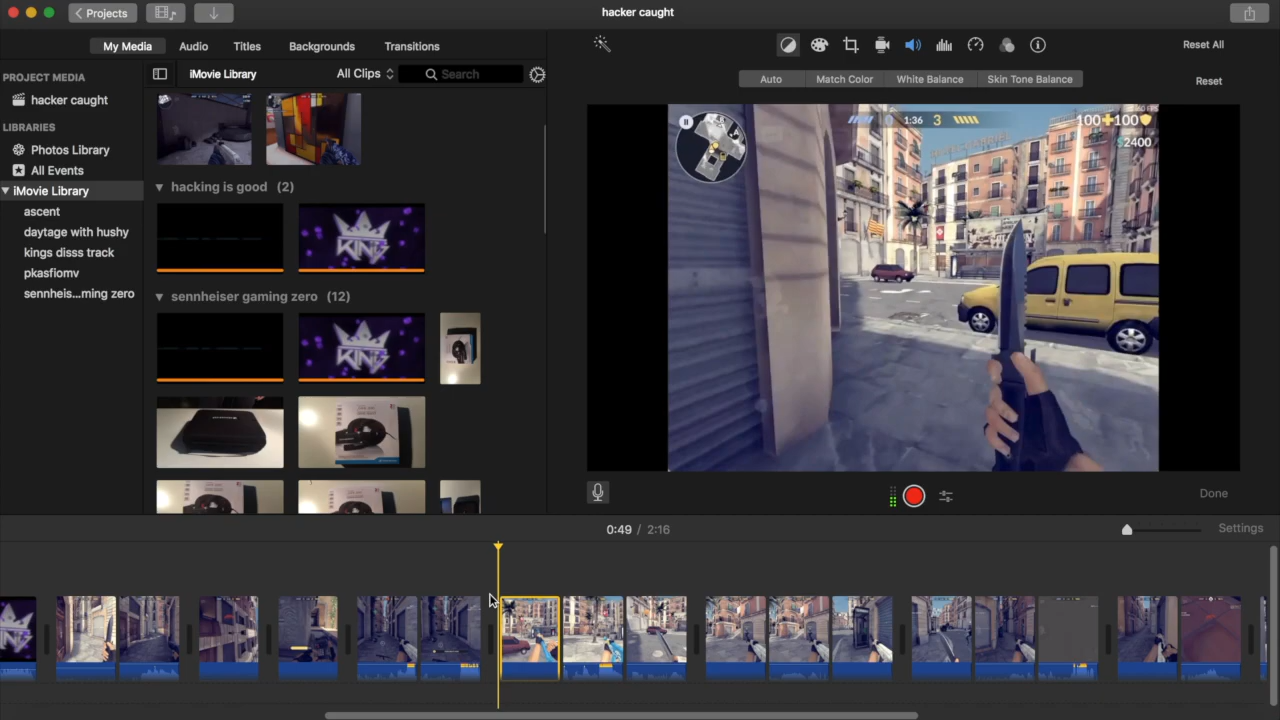 Projects
hacker caught
My Media Audio Titles Backgrounds Transitions
Reset All
PROJECT MEDIA
hacker caught
LIBRARIES
Photos Library
All Events
iMovie Library
ascent
daytage with hushy
kings disss track
pkasfiomv
sennheis...ming zero
iMovie Library All Clips Search
hacking is good (2)
KING
sennheiser gaming zero (12)
KING
Auto Match Color White Balance Skin Tone Balance
Reset
1:36 3
100 100
$2400
Done
0:49 / 2:16
Settings